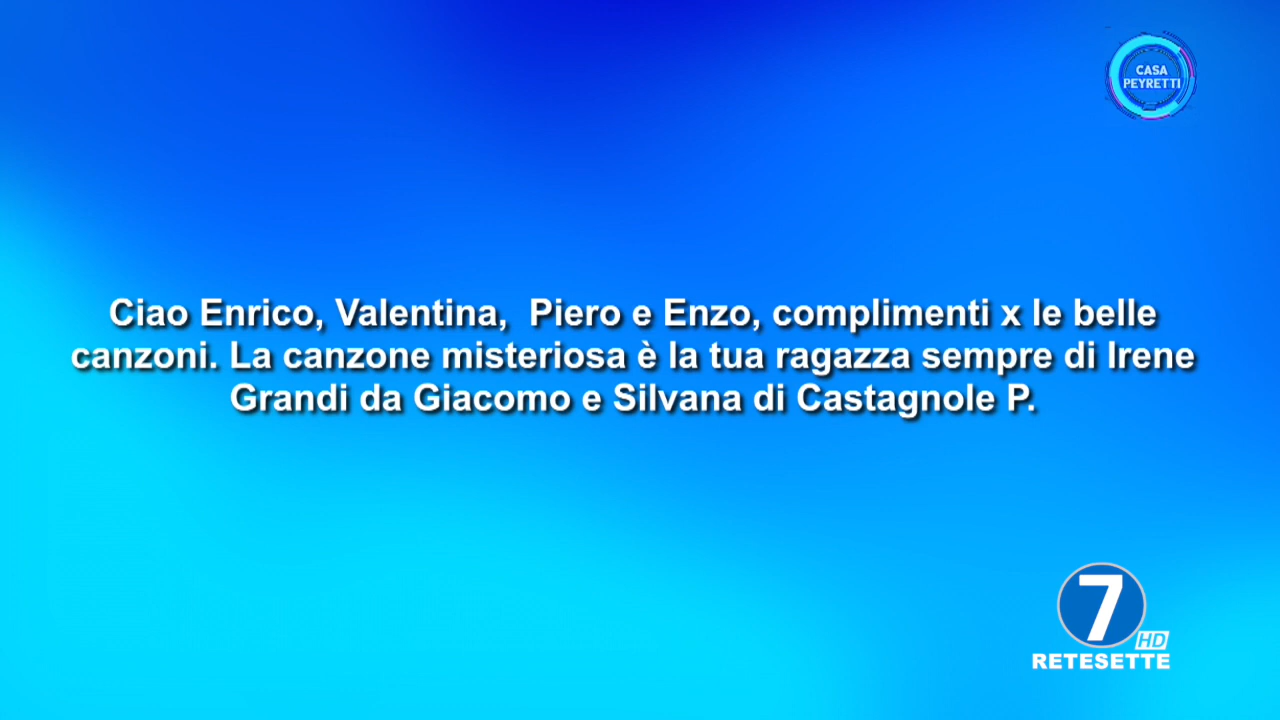 CASA
PEYRETTI
Ciao Enrico, Valentina,  Piero e Enzo, complimenti x le belle
canzoni. La canzone misteriosa è la tua ragazza sempre di Irene
Grandi da Giacomo e Silvana di Castagnole P.
7
HD
RETESETTE